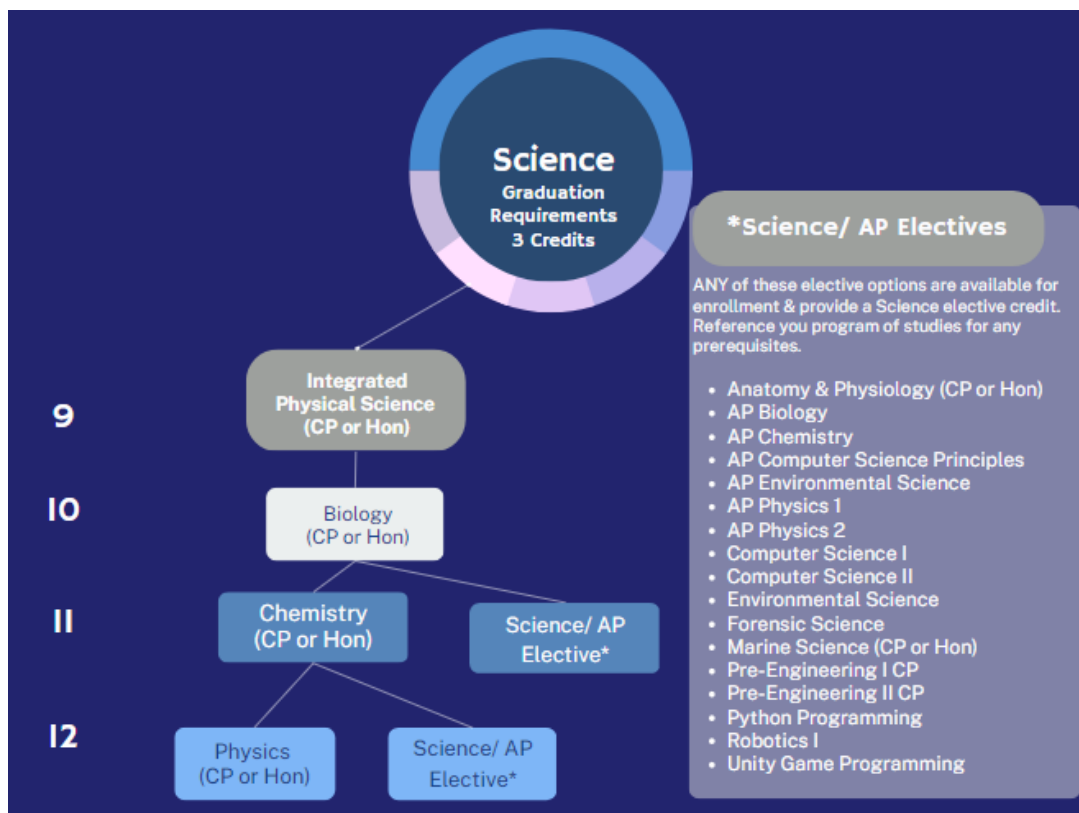 Science
Graduation
Requirements
3 Credits
*Science/ AP Electives
ANY of these elective options are available for
enrollment & provide a Science elective credit.
Reference you program of studies for any
prerequisites.
• Anatomy & Physiology (CP or Hon)
• AP Biology
• AP Chemistry
• AP Computer Science Principles
• AP Environmental Science
• AP Physics 1
• AP Physics 2
• Computer Science I
• Computer Science II
• Environmental Science
• Forensic Science
• Marine Science (CP or Hon)
• Pre-Engineering I CP
• Pre-Engineering II CP
• Python Programming
• Robotics I
• Unity Game Programming
9
Integrated
Physical Science
(CP or Hon)
10
Biology
(CP or Hon)
11
Chemistry
(CP or Hon)
Science/ AP
Elective*
12
Physics
(CP or Hon)
Science/ AP
Elective*